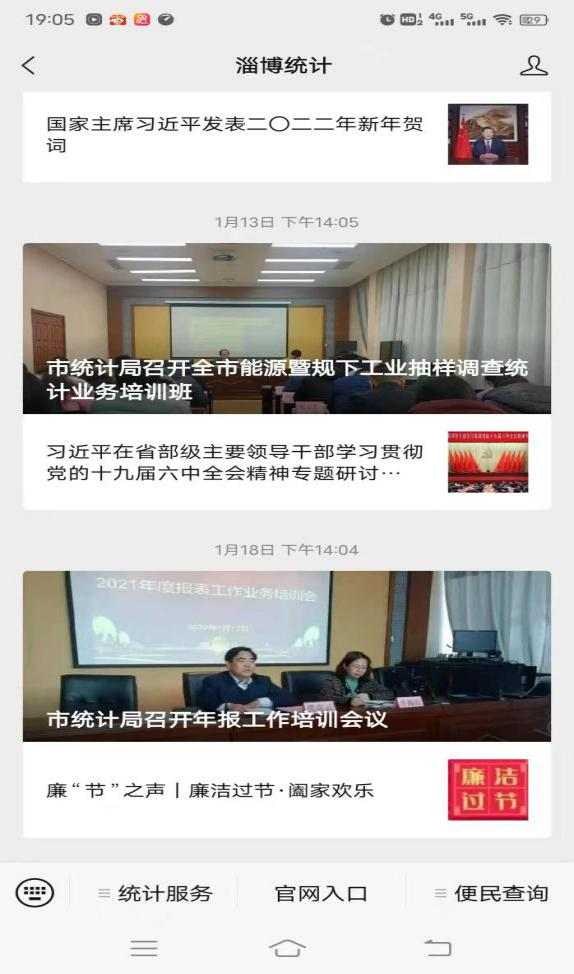 19:05
HD 1 2 4G 5G 29
淄博统计
国家主席习近平发表二〇二二年新年贺
词
1月13日 下午14:05
市统计局召开全市能源暨规下工业抽样调查统
计业务培训班
习近平在省部级主要领导干部学习贯彻
党的十九届六中全会精神专题研讨…
1月18日 下午14:04
2021年度报表工作业务培训会
市统计局召开年报工作培训会议
廉“节”之声丨廉洁过节·阖家欢乐
廉洁
过节
统计服务
官网入口
便民查询